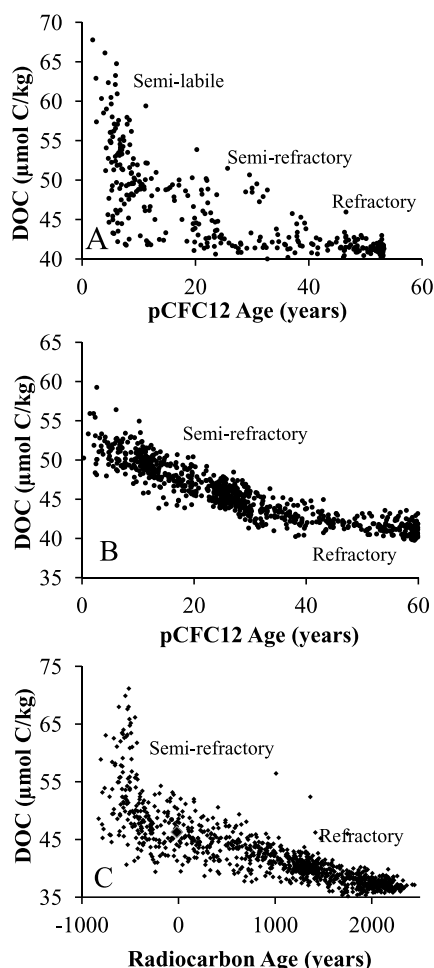 70
65
60
55
50
45
40
DOC (µmol C/kg)
Semi-labile
Semi-refractory
Refractory
A
0 20 40 60
pCFC12 Age (years)
60
55
50
45
40
35
DOC (µmol C/kg)
Semi-refractory
B
Refractory
0 20 40 60
pCFC12 Age (years)
75
65
55
45
35
DOC (µmol C/kg)
Semi-refractory
Refractory
C
-1000 0 1000 2000
Radiocarbon Age (years)